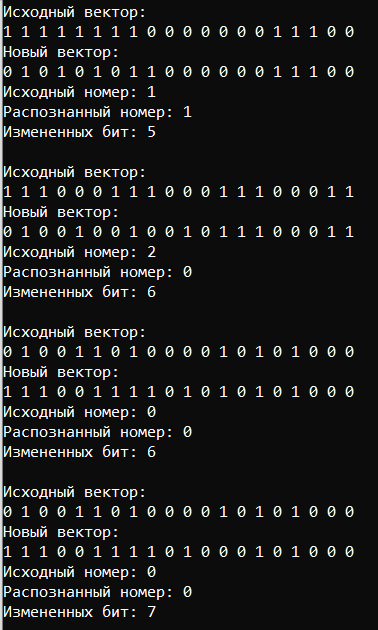 Исходный вектор:
1 1 1 1 1 1 1 1 0 0 0 0 0 0 0 1 1 1 0 0
Новый вектор:
0 1 0 1 0 1 0 1 1 0 0 0 0 0 0 1 1 1 0 0
Исходный номер: 1
Распознанный номер: 1
Измененных бит: 5
Исходный вектор:
1 1 1 0 0 0 1 1 1 0 0 0 1 1 1 0 0 0 1 1
Новый вектор:
0 1 0 0 1 0 0 1 0 0 1 0 1 1 1 0 0 0 1 1
Исходный номер: 2
Распознанный номер: 0
Измененных бит: 6
Исходный вектор:
0 1 0 0 1 1 0 1 0 0 0 0 1 0 1 0 1 0 0 0
Новый вектор:
1 1 1 0 0 1 1 1 1 0 1 0 1 0 1 0 1 0 0 0
Исходный номер: 0
Распознанный номер: 0
Измененных бит: 6
Исходный вектор:
0 1 0 0 1 1 0 1 0 0 0 0 1 0 1 0 1 0 0 0
Новый вектор:
1 1 1 0 0 1 1 1 1 0 1 0 0 0 1 0 1 0 0 0
Исходный номер: 0
Распознанный номер: 0
Измененных бит: 7